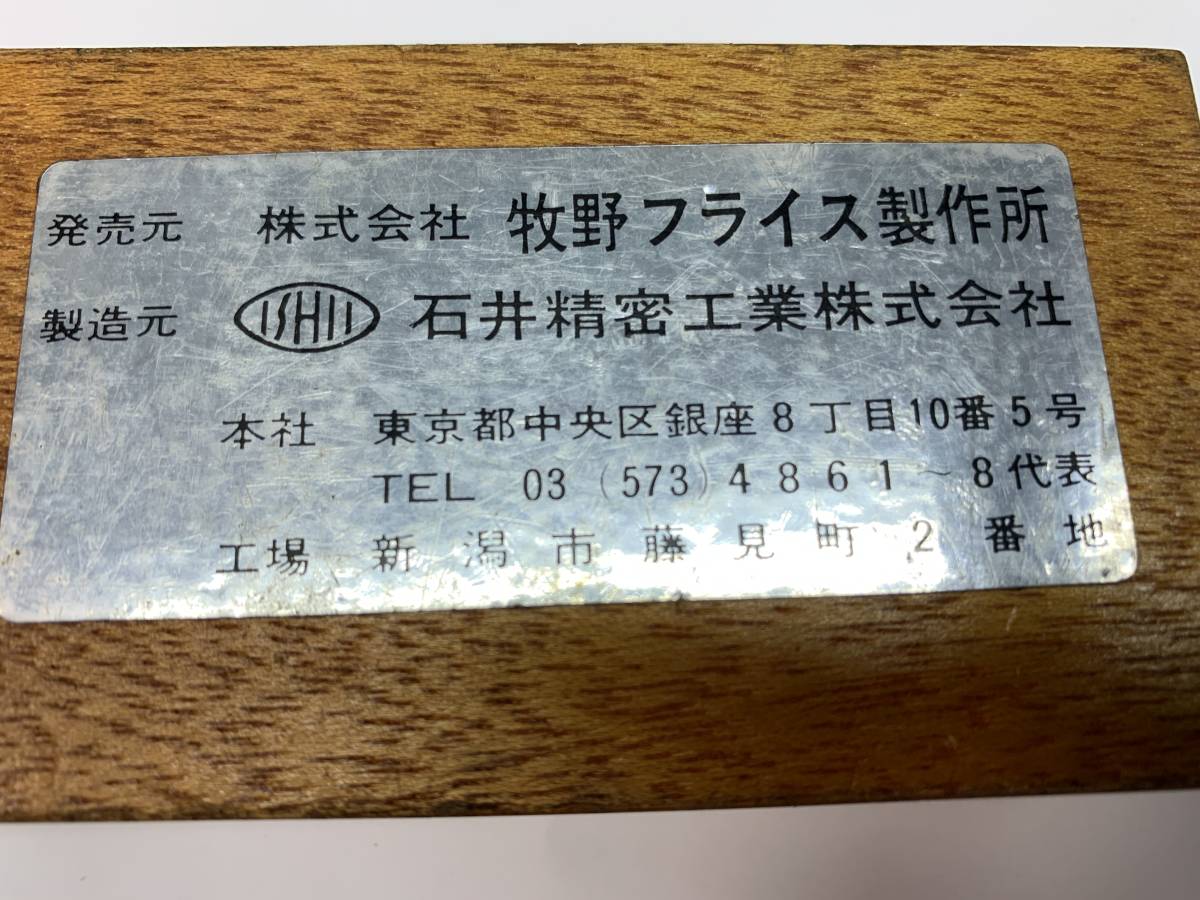 発売元 株式会社 牧野フライス製作所
製造元 ISHII 石井精密工業株式会社
本社 東京都中央区銀座8丁目10番5号
TEL 03(573)4861~8代表
工場 新潟市藤見町2番地